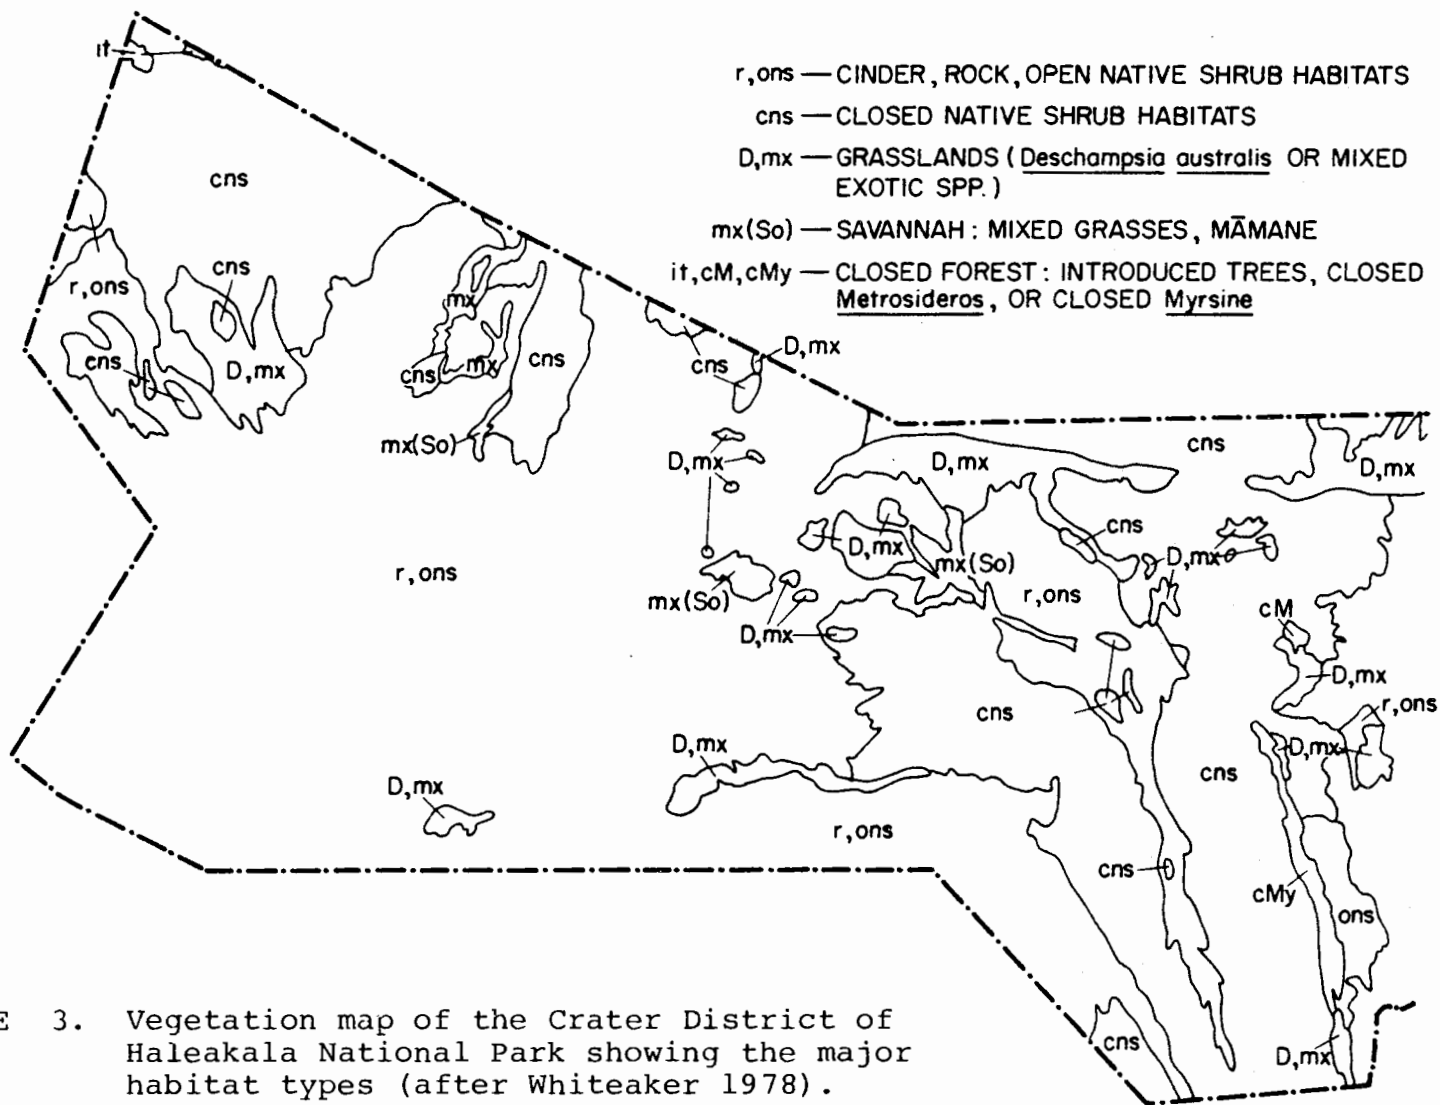 it
r,ons — CINDER, ROCK, OPEN NATIVE SHRUB HABITATS
cns — CLOSED NATIVE SHRUB HABITATS
D,mx — GRASSLANDS (Deschampsia australis OR MIXED
EXOTIC SPP.)
mx(So) — SAVANNAH: MIXED GRASSES, MĀMANE
it,cM,cMy — CLOSED FOREST: INTRODUCED TREES, CLOSED
Metrosideros, OR CLOSED Myrsine
cns
cns
r,ons
mx
cns
D,mx
cns
mx
cns
cns
D,mx
mx(So)
D,mx
D,mx
cns
D,mx
cns
D,mx
mx(So)
D,mx
r,ons
mx(So)
r,ons
D,mx
cM
D,mx
cns
r,ons
D,mx
D,mx
cns
D,mx
r,ons
cns
cMy
ons
cns
D,mx
E 3. Vegetation map of the Crater District of
Haleakala National Park showing the major
habitat types (after Whiteaker 1978).